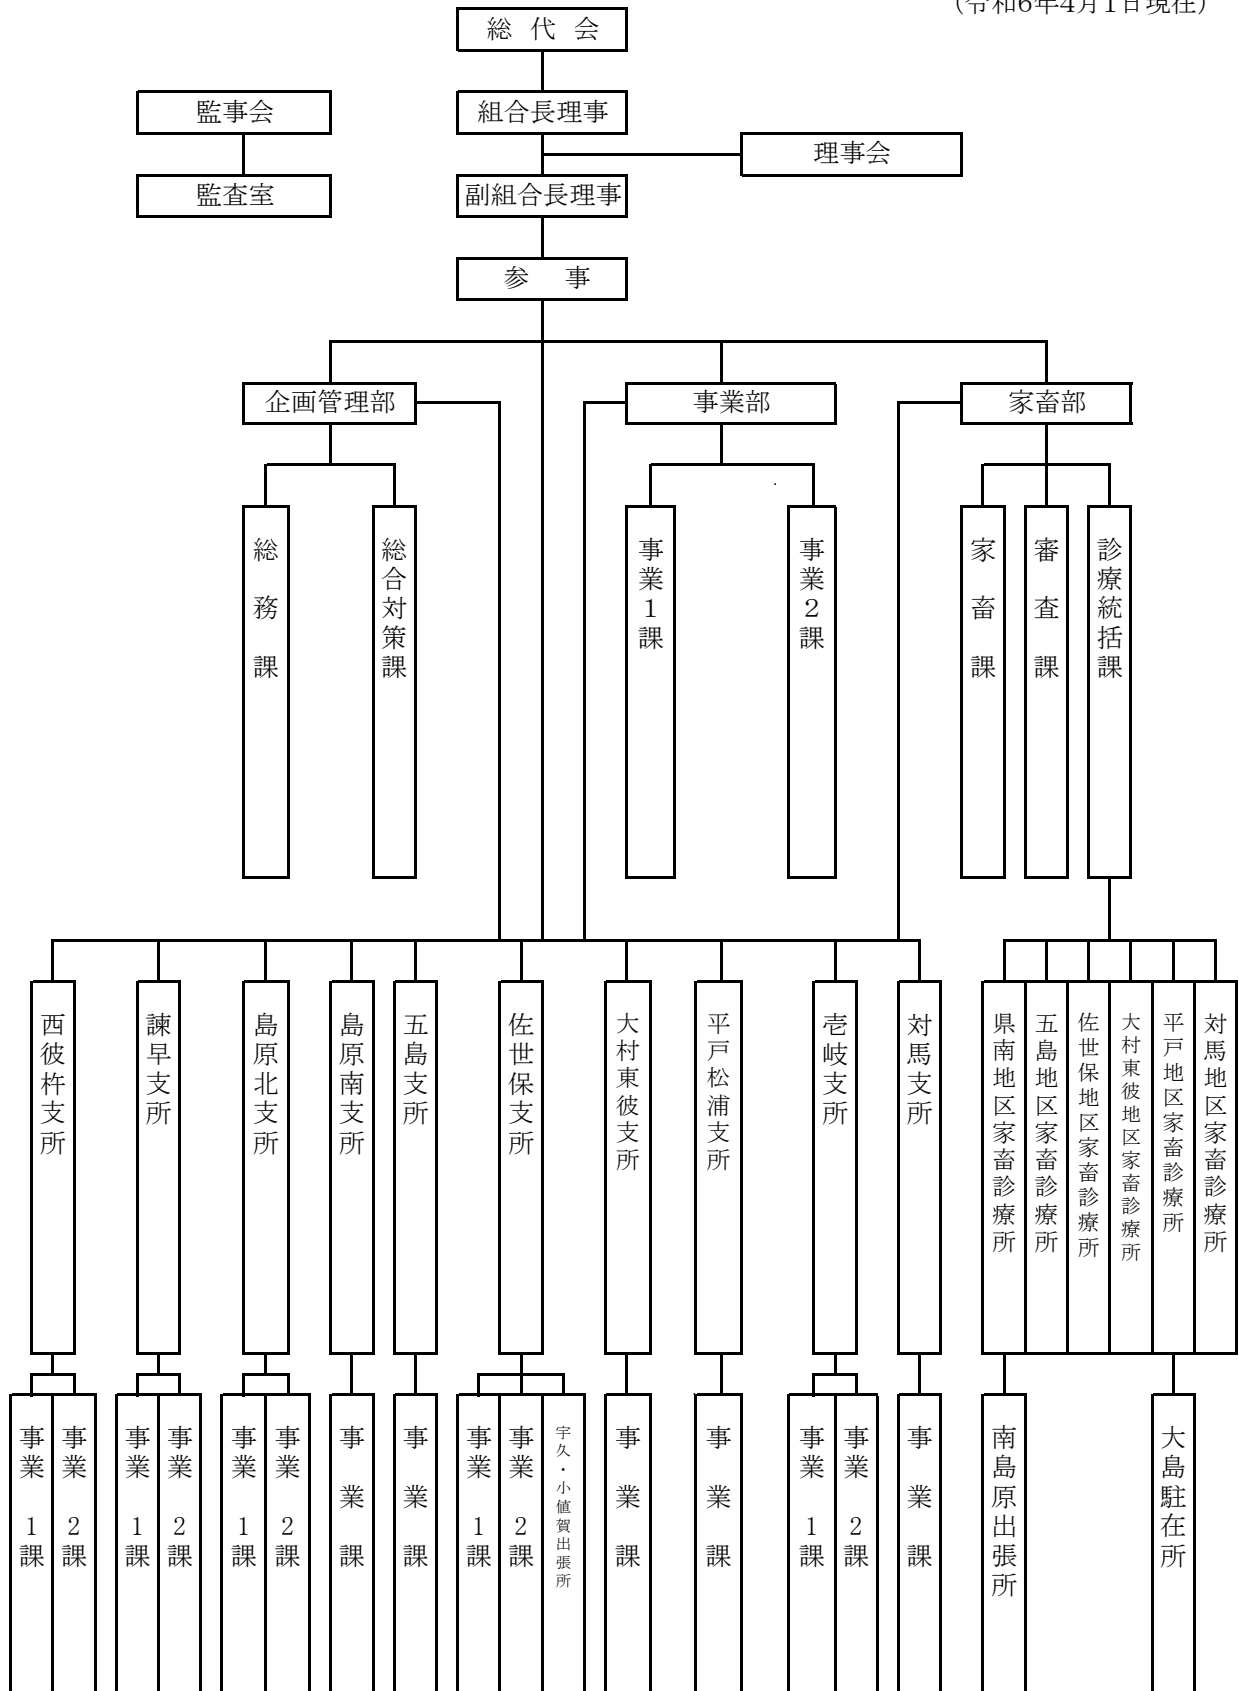 (令和6年4月1日現在)
総代会
監事会
組合長理事
理事会
監査室
副組合長理事
参事
企画管理部
事業部
家畜部
総務課
総合対策課
事業1課
事業2課
家畜課
審査課
診療統括課
西彼杵支所
諫早支所
島原北支所
島原南支所
五島支所
佐世保支所
大村東彼支所
平戸松浦支所
壱岐支所
対馬支所
県南地区家畜診療所
五島地区家畜診療所
佐世保地区家畜診療所
大村東彼地区家畜診療所
平戸地区家畜診療所
対馬地区家畜診療所
事業1課
事業2課
事業1課
事業2課
事業1課
事業2課
事業課
事業課
事業1課
事業2課
宇久・小値賀出張所
事業課
事業課
事業1課
事業2課
事業課
南島原出張所
大島駐在所